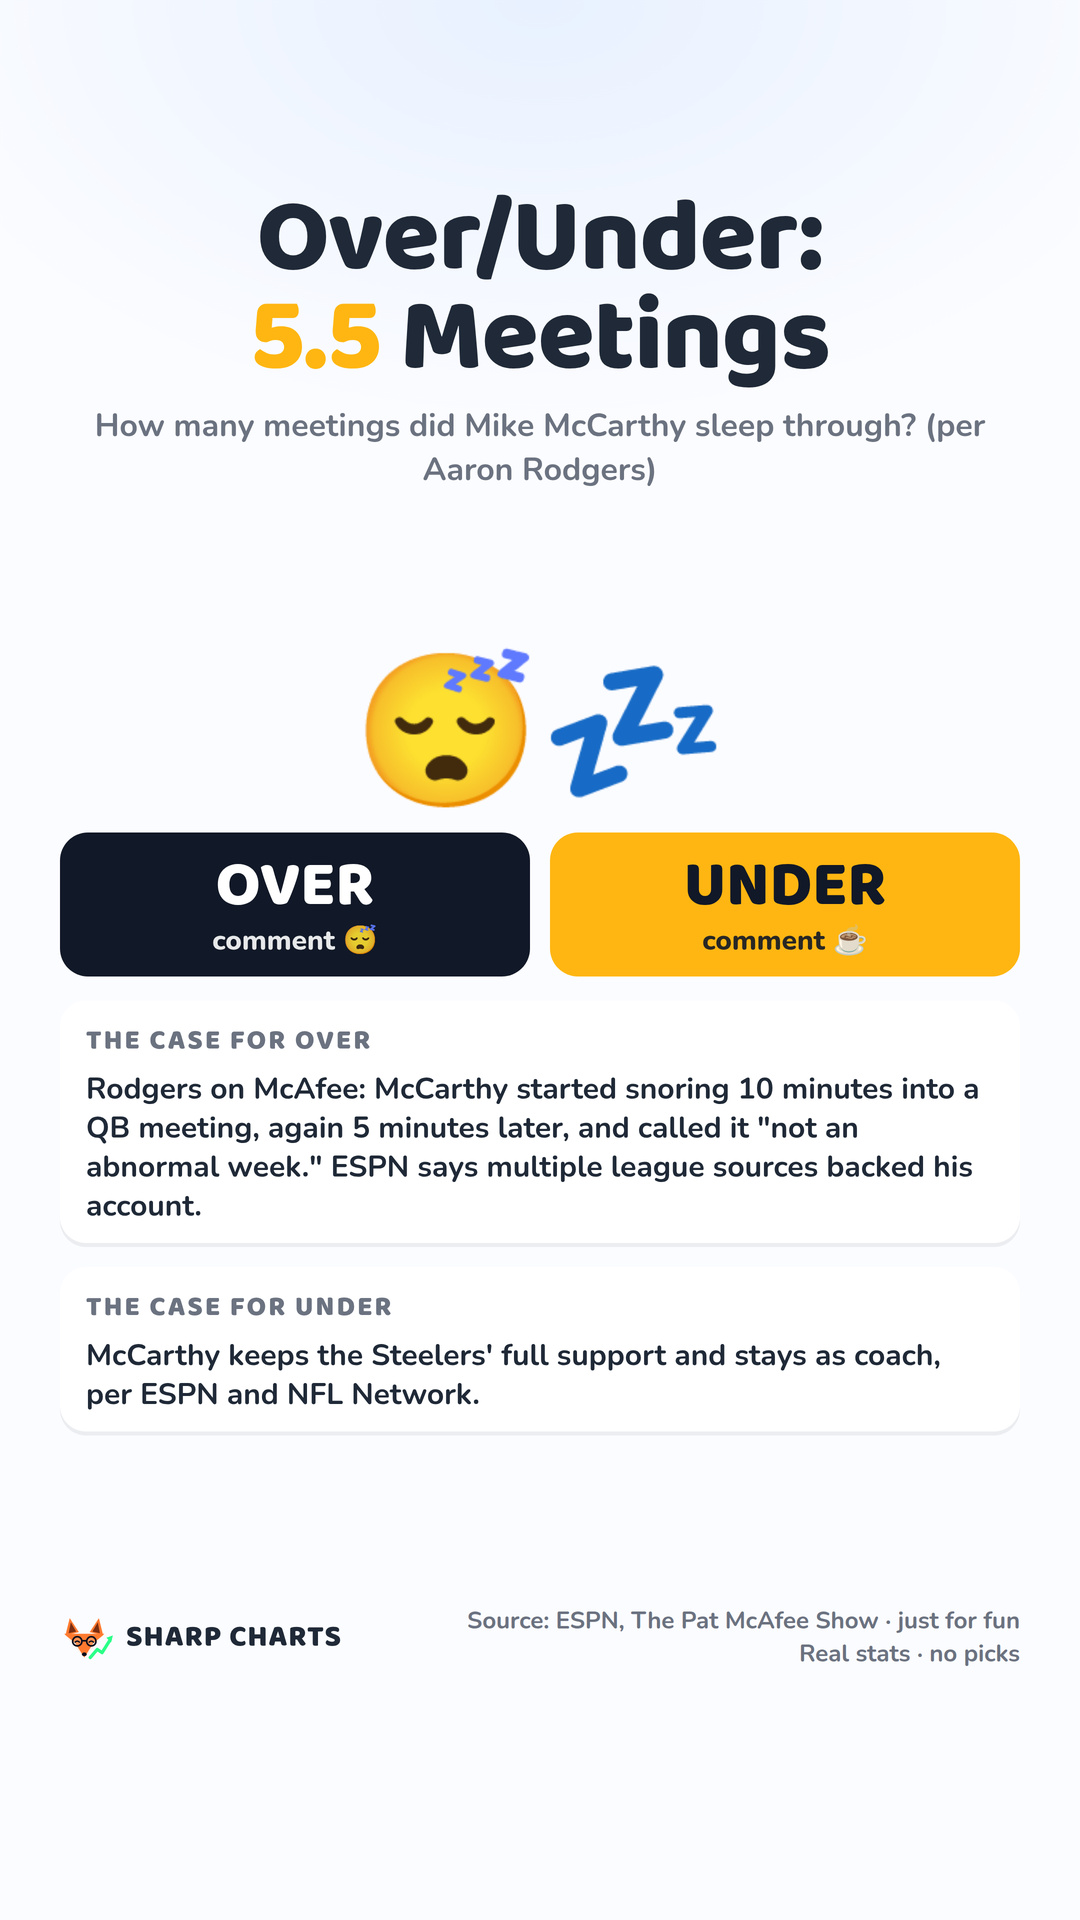 Over/Under:
5.5 Meetings
How many meetings did Mike McCarthy sleep through? (per
Aaron Rodgers)
OVER
comment 😴
UNDER
comment ☕
THE CASE FOR OVER
Rodgers on McAfee: McCarthy started snoring 10 minutes into a
QB meeting, again 5 minutes later, and called it "not an
abnormal week." ESPN says multiple league sources backed his
account.
THE CASE FOR UNDER
McCarthy keeps the Steelers' full support and stays as coach,
per ESPN and NFL Network.
SHARP CHARTS
Source: ESPN, The Pat McAfee Show · just for fun
Real stats · no picks